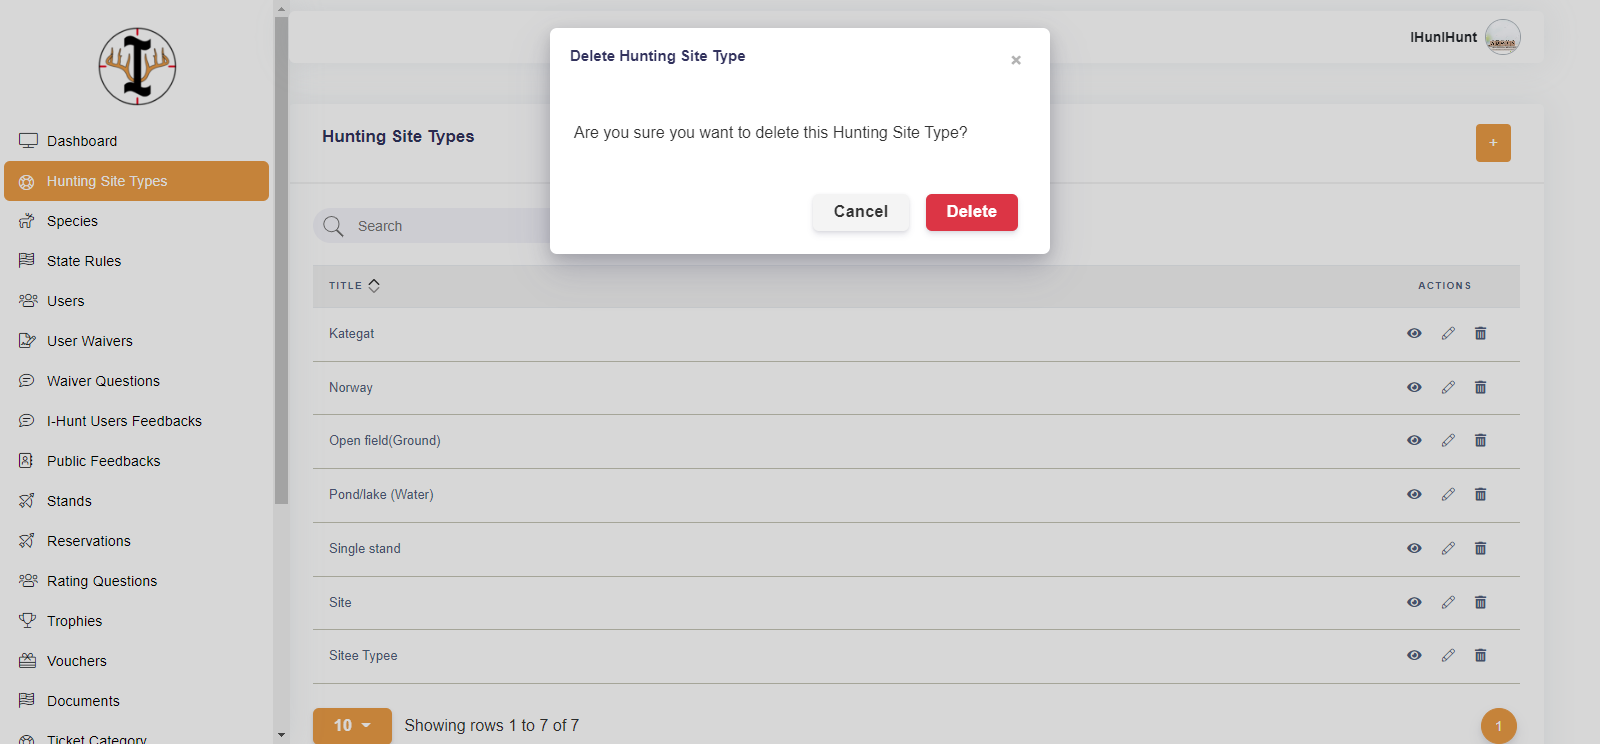 IHunIHunt
Dashboard
Hunting Site Types
Species
State Rules
Users
User Waivers
Waiver Questions
I-Hunt Users Feedbacks
Public Feedbacks
Stands
Reservations
Rating Questions
Trophies
Vouchers
Documents
Ticket Category
Delete Hunting Site Type
×
Are you sure you want to delete this Hunting Site Type?
Cancel Delete
Hunting Site Types
+
Search
TITLE ACTIONS
Kategat
Norway
Open field(Ground)
Pond/lake (Water)
Single stand
Site
Sitee Typee
10 Showing rows 1 to 7 of 7 1